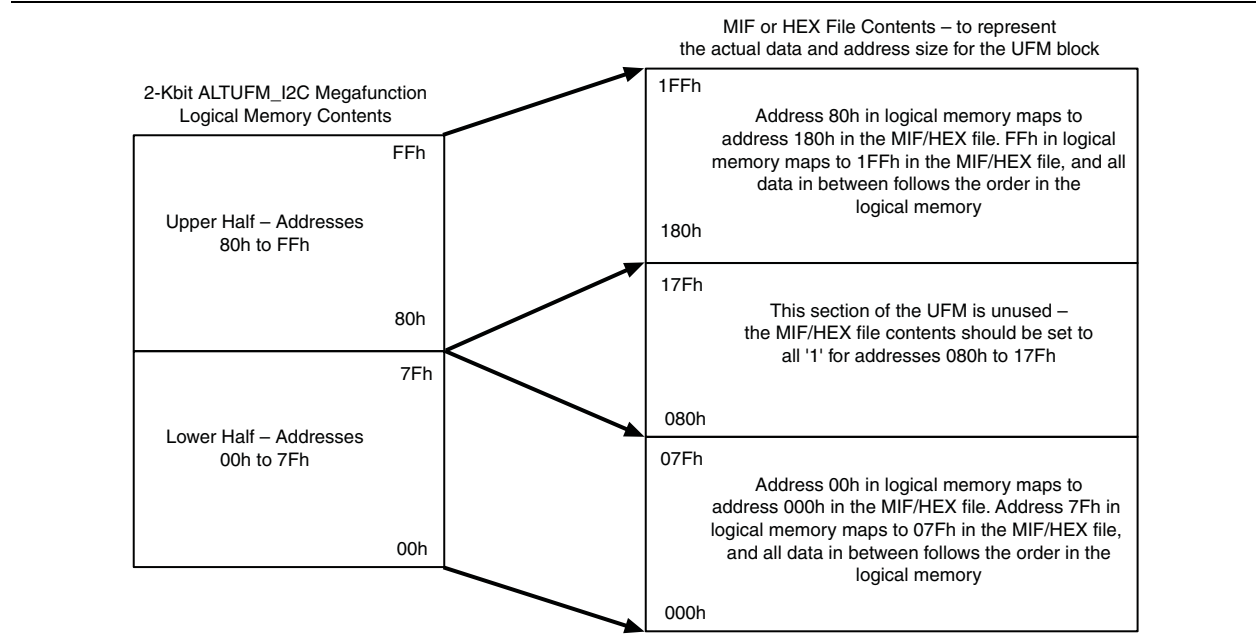 MIF or HEX File Contents – to represent
the actual data and address size for the UFM block
2-Kbit ALTUFM_I2C Megafunction
Logical Memory Contents
FFh
Upper Half – Addresses
80h to FFh
80h
7Fh
Lower Half – Addresses
00h to 7Fh
00h
1FFh
Address 80h in logical memory maps to
address 180h in the MIF/HEX file. FFh in logical
memory maps to 1FFh in the MIF/HEX file, and all
data in between follows the order in the
logical memory
180h
17Fh
This section of the UFM is unused –
the MIF/HEX file contents should be set to
all '1' for addresses 080h to 17Fh
080h
07Fh
Address 00h in logical memory maps to
address 000h in the MIF/HEX file. Address 7Fh in
logical memory maps to 07Fh in the MIF/HEX file,
and all data in between follows the order in the
logical memory
000h